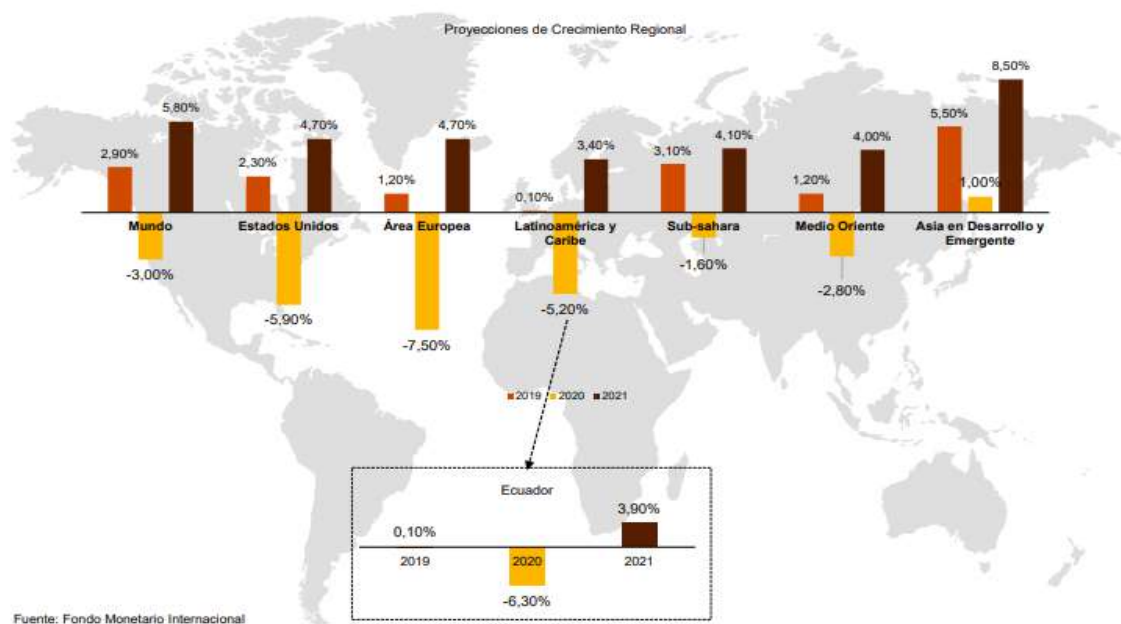 Proyecciones de Crecimiento Regional
2,90%
5,80%
-3,00%
Mundo
2,30%
4,70%
-5,90%
Estados Unidos
1,20%
4,70%
-7,50%
Área Europea
0,10%
3,40%
-5,20%
Latinoamérica y
Caribe
3,10%
4,10%
-1,60%
Sub-sahara
1,20%
4,00%
-2,80%
Medio Oriente
5,50%
8,50%
1,00%
Asia en Desarrollo y
Emergente
2019 2020 2021
Ecuador
0,10%
3,90%
2019 2020 2021
-6,30%
Fuente: Fondo Monetario Internacional